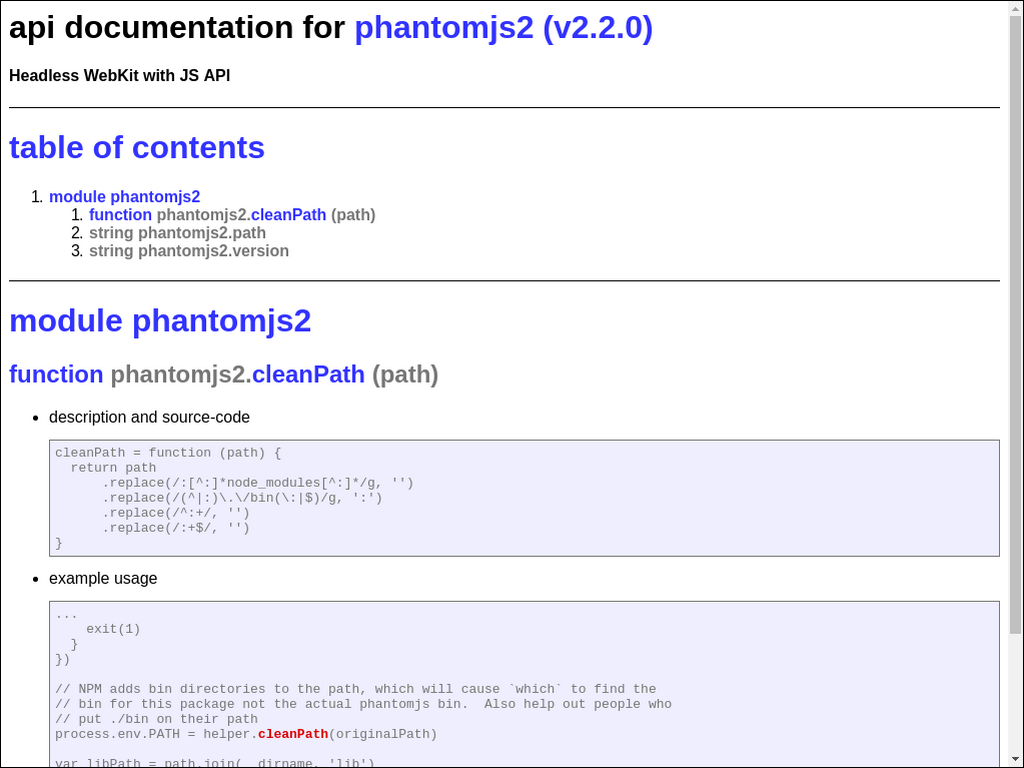 api documentation for phantomjs2 (v2.2.0)
Headless WebKit with JS API
table of contents
1. module phantomjs2
1. function phantomjs2.cleanPath (path)
2. string phantomjs2.path
3. string phantomjs2.version
module phantomjs2
function phantomjs2.cleanPath (path)
• description and source-code
cleanPath = function (path) {
  return path
      .replace(/:[^:]*node_modules[^:]*/g, '')
      .replace(/(^|:)\.\/bin(\:|$)/g, ':')
      .replace(/^:+/, '')
      .replace(/:+$/, '')
}
• example usage
...
    exit(1)
  }
})
// NPM adds bin directories to the path, which will cause `which` to find the
// bin for this package not the actual phantomjs bin.  Also help out people who
// put ./bin on their path
process.env.PATH = helper.cleanPath(originalPath)
var libPath = path.join(__dirname, 'lib')